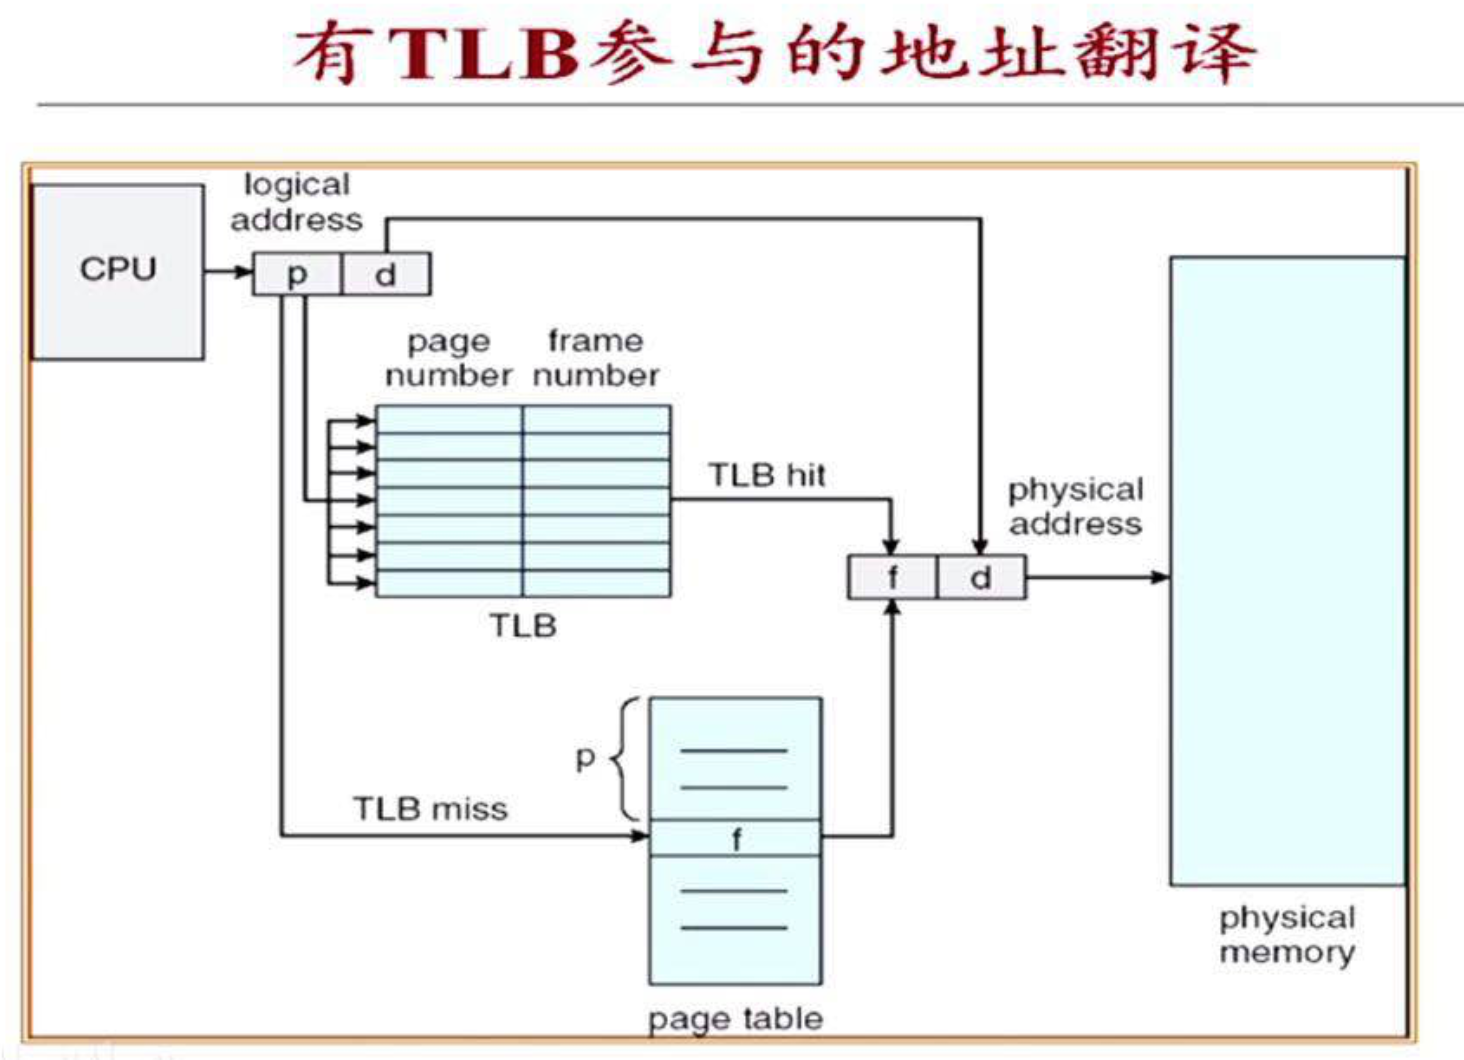 有TLB参与的地址翻译
logical
address
CPU
p
d
page
number
frame
number
TLB hit
physical
address
f
d
TLB
p
TLB miss
f
physical
memory
page table